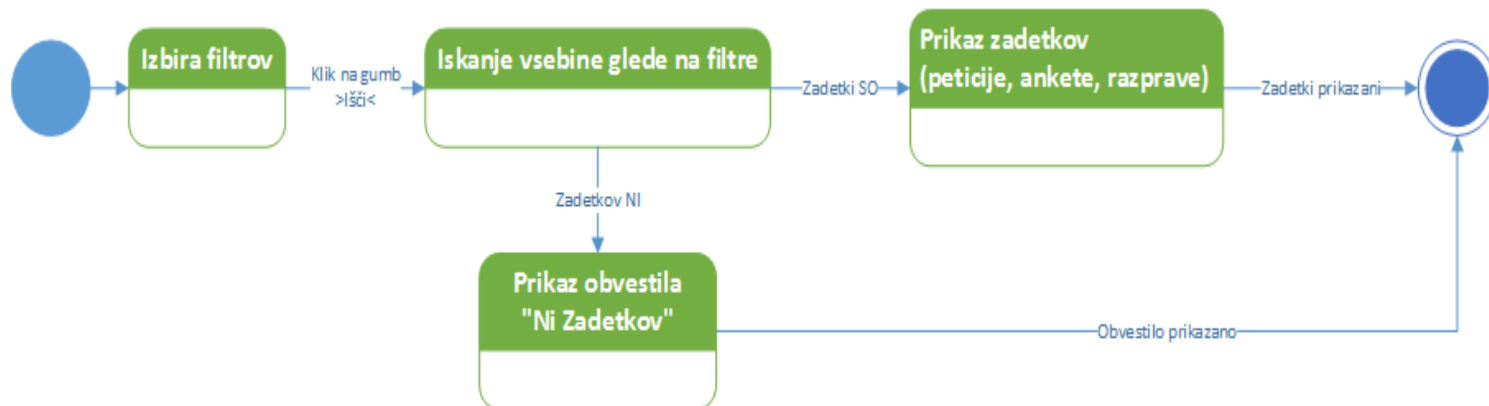 Izbira filtrov
Klik na gumb
>Išči<
Iskanje vsebine glede na filtre
Zadetki SO
Prikaz zadetkov
(peticije, ankete, razprave)
Zadetki prikazani
Zadetkov NI
Prikaz obvestila
"Ni Zadetkov"
Obvestilo prikazano